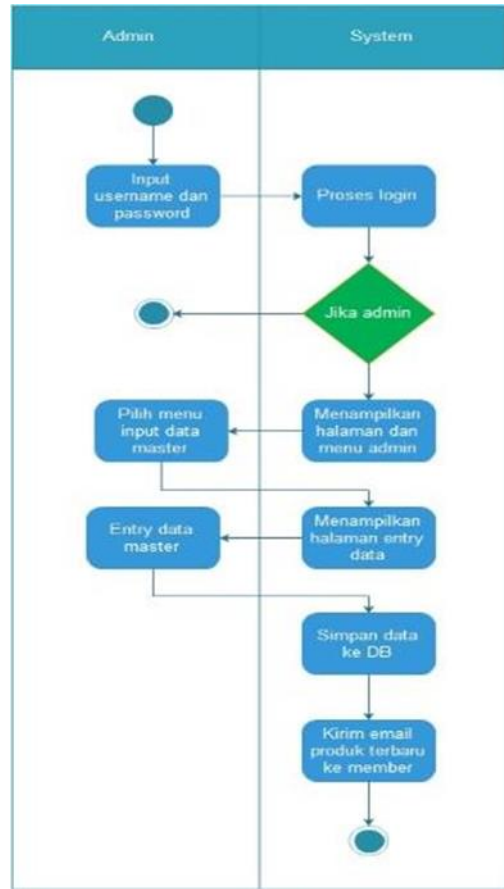 Admin
System
Input
username dan
password
Proses login
Jika admin
Menampilkan
halaman dan
menu admin
Pilih menu
input data
master
Menampilkan
halaman entry
data
Entry data
master
Simpan data
ke DB
Kirim email
produk terbaru
ke member